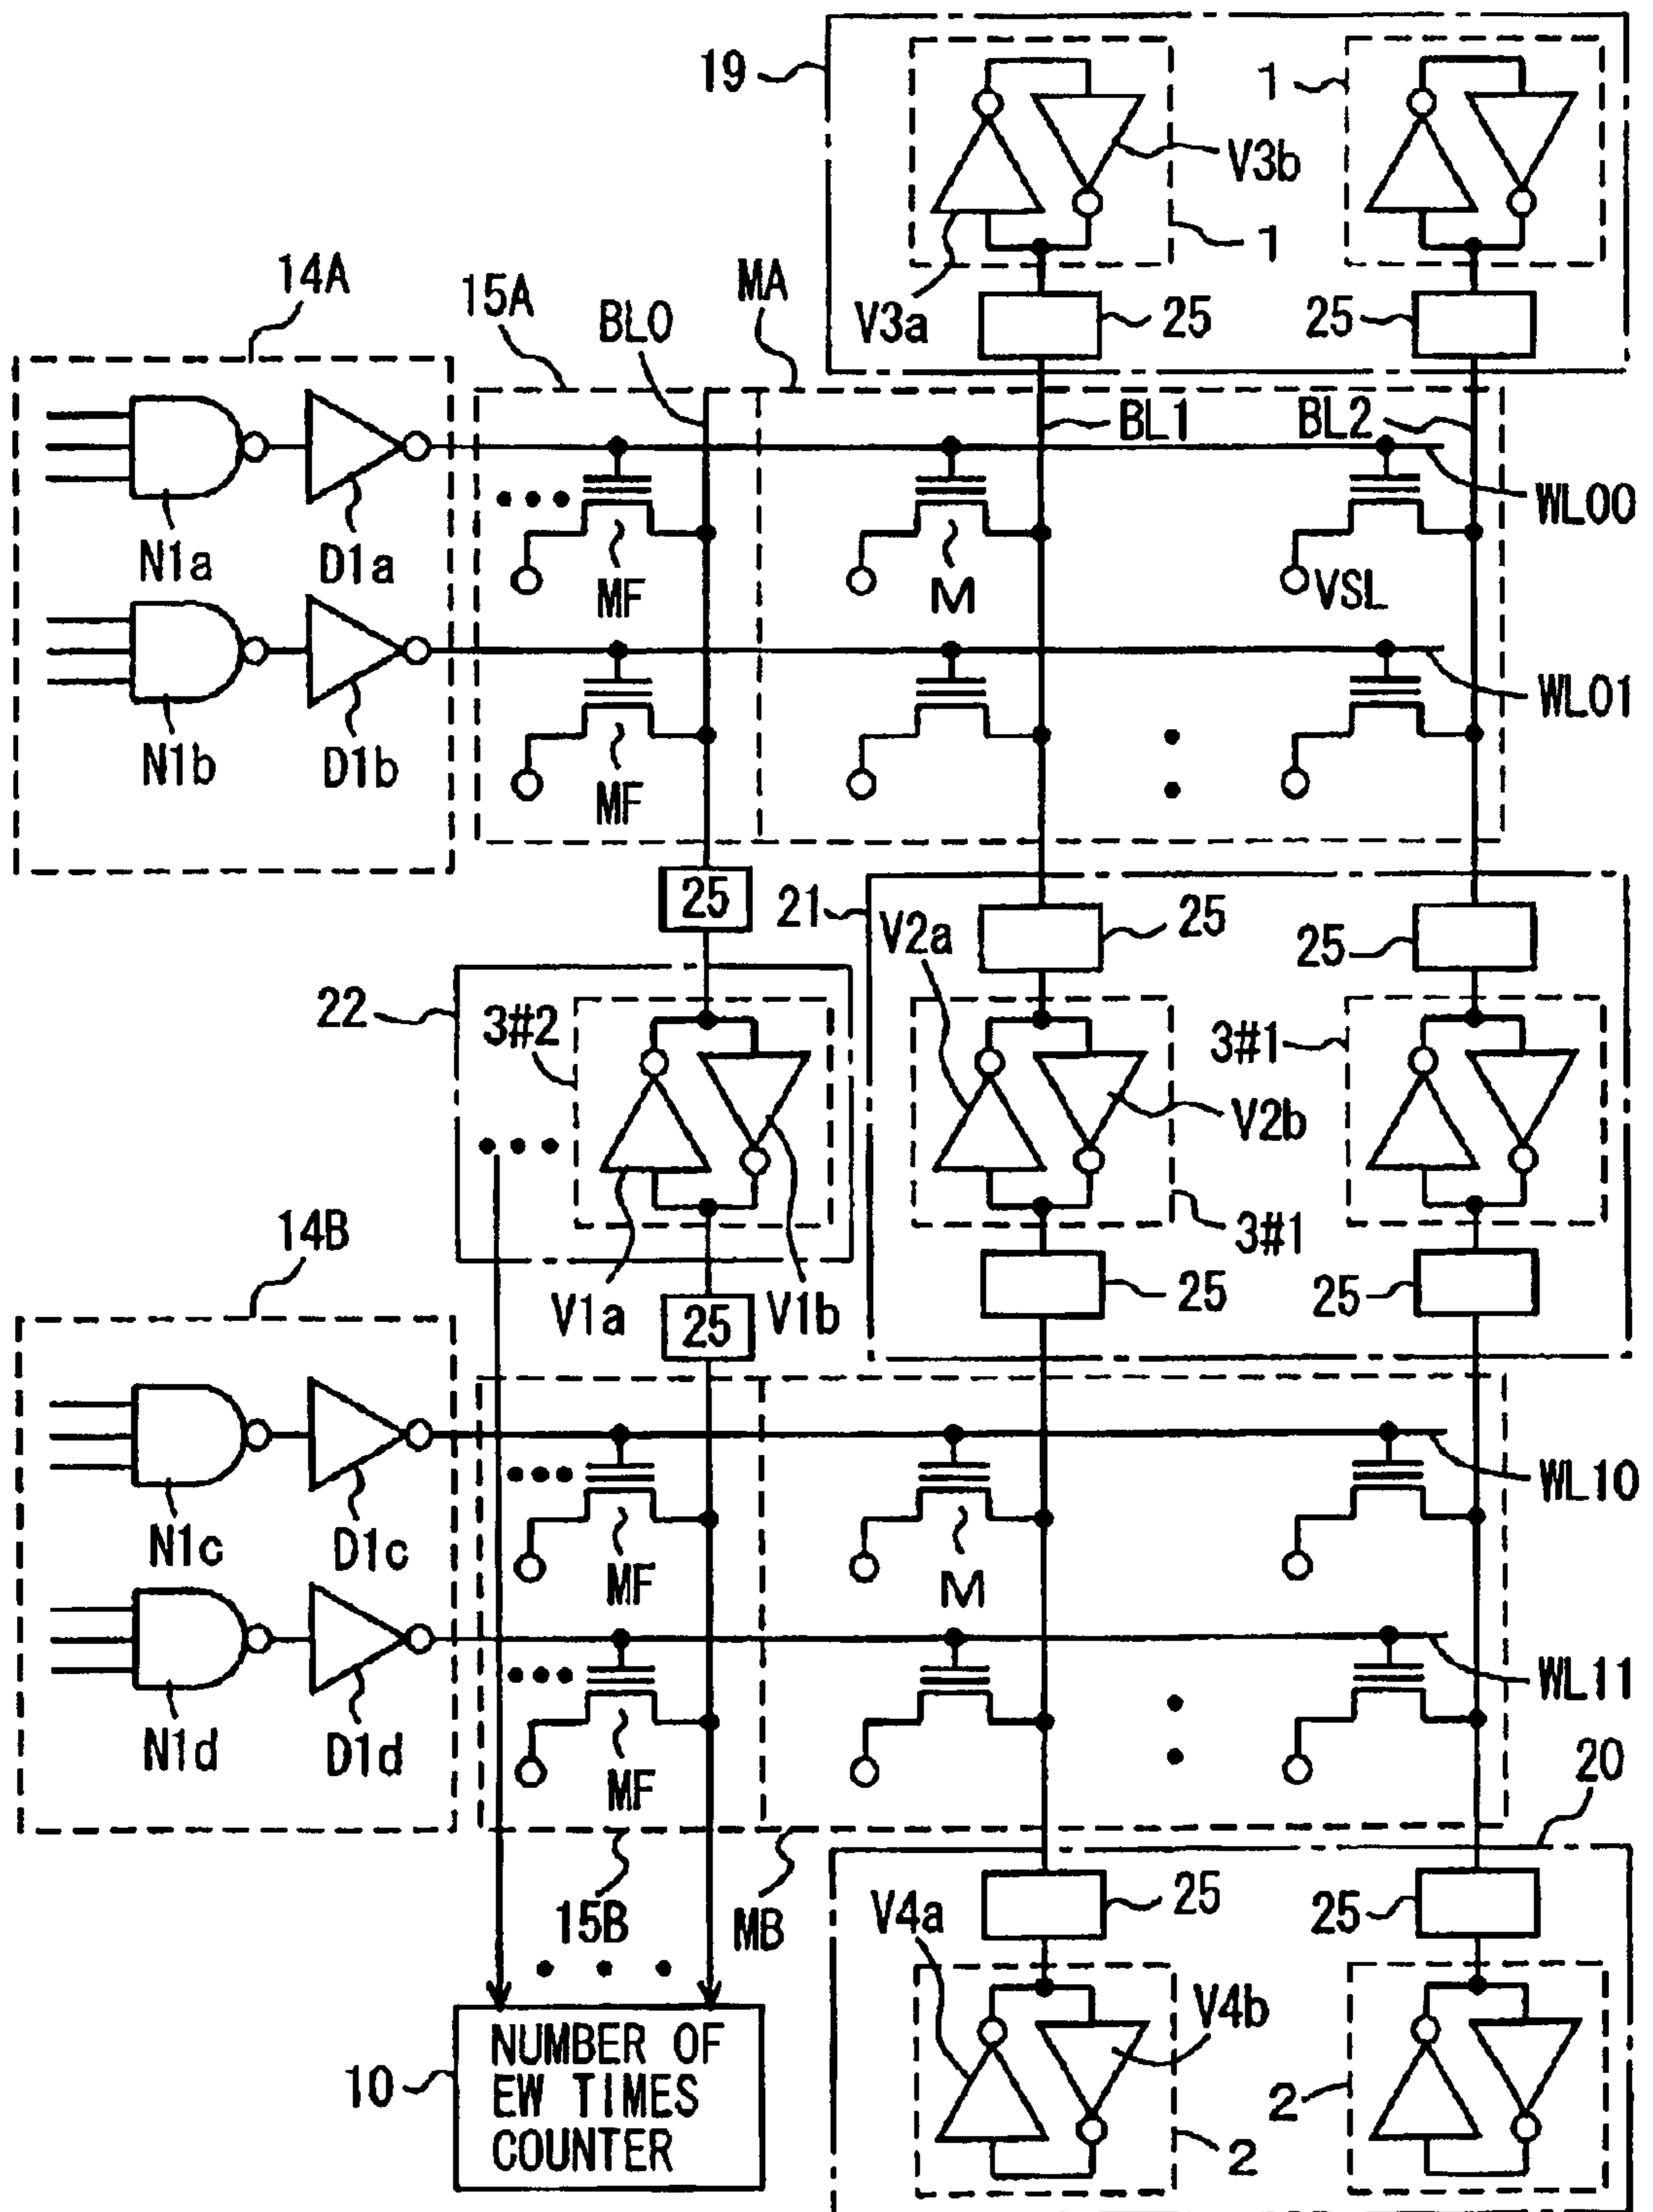 19
1
V3b
1
14A
15A
BL0
MA
V3a
25
25
BL1
BL2
WL00
N1a
D1a
MF
M
VSL
WL01
N1b
D1b
MF
25
21
V2a
25
25
22
3#2
3#1
V2b
14B
3#1
V1a
V1b
25
25
25
WL10
N1c
D1c
MF
M
WL11
N1d
D1d
MF
20
15B
MB
V4a
25
25
V4b
10
NUMBER OF
EW TIMES
COUNTER
2
2